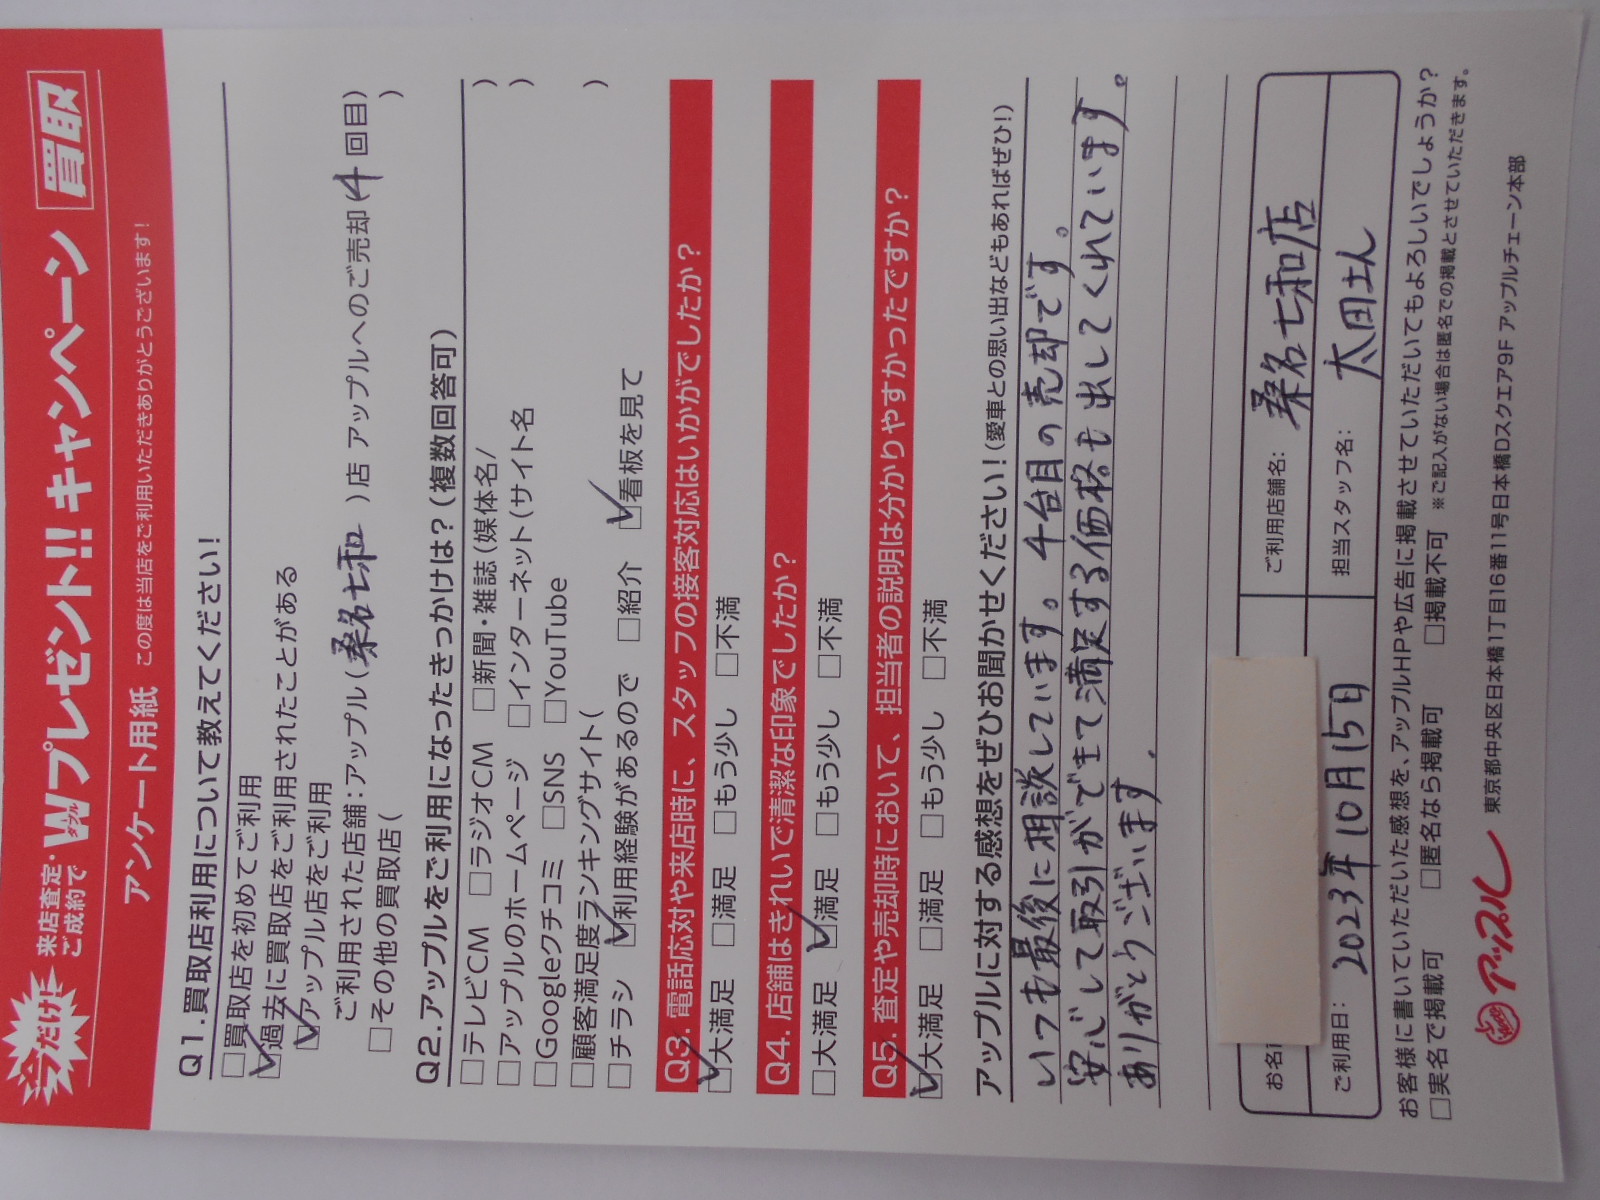 今だけ!
来店査定・
ご成約で
Wプレゼント!!キャンペーン
ダブル
買取
アンケート用紙 この度は当店をご利用いただきありがとうございます!
Q1.買取店利用について教えてください!
□買取店を初めてご利用
☑過去に買取店をご利用されたことがある
☑アップル店をご利用
ご利用された店舗:アップル(桑名七和)店 アップルへのご売却(4回目)
□その他の買取店( )
Q2.アップルをご利用になったきっかけは?(複数回答可)
□テレビCM □ラジオCM □新聞・雑誌(媒体名/ )
□アップルのホームページ □インターネット(サイト名 )
□Googleクチコミ □SNS □YouTube
□顧客満足度ランキングサイト( )
□チラシ ☑利用経験があるので □紹介 ☑看板を見て
Q3. 電話応対や来店時に、スタッフの接客対応はいかがでしたか?
☑大満足 □満足 □もう少し □不満
Q4. 店舗はきれいで清潔な印象でしたか?
□大満足 ☑満足 □もう少し □不満
Q5. 査定や売却時において、担当者の説明は分かりやすかったですか?
☑大満足 □満足 □もう少し □不満
アップルに対する感想をぜひお聞かせください!(愛車との思い出などもあればぜひ!)
いつも最後に相談しています。4台目の売却です。
安心して取引ができて満足する価格も出してくれています。
ありがとうございます.
お名前
ご利用店舗名: 桑名七和店
ご利用日: 2023年10月15日
担当スタッフ名: 太田さん
お客様に書いていただいた感想を、アップルHPや広告に掲載させていただいてもよろしいでしょうか?
□実名で掲載可 □匿名なら掲載可 □掲載不可 ※ご記入がない場合は匿名での掲載とさせていただきます。
アップル 東京都中央区日本橋1丁目16番11号日本橋Dスクエア9F アップルチェーン本部